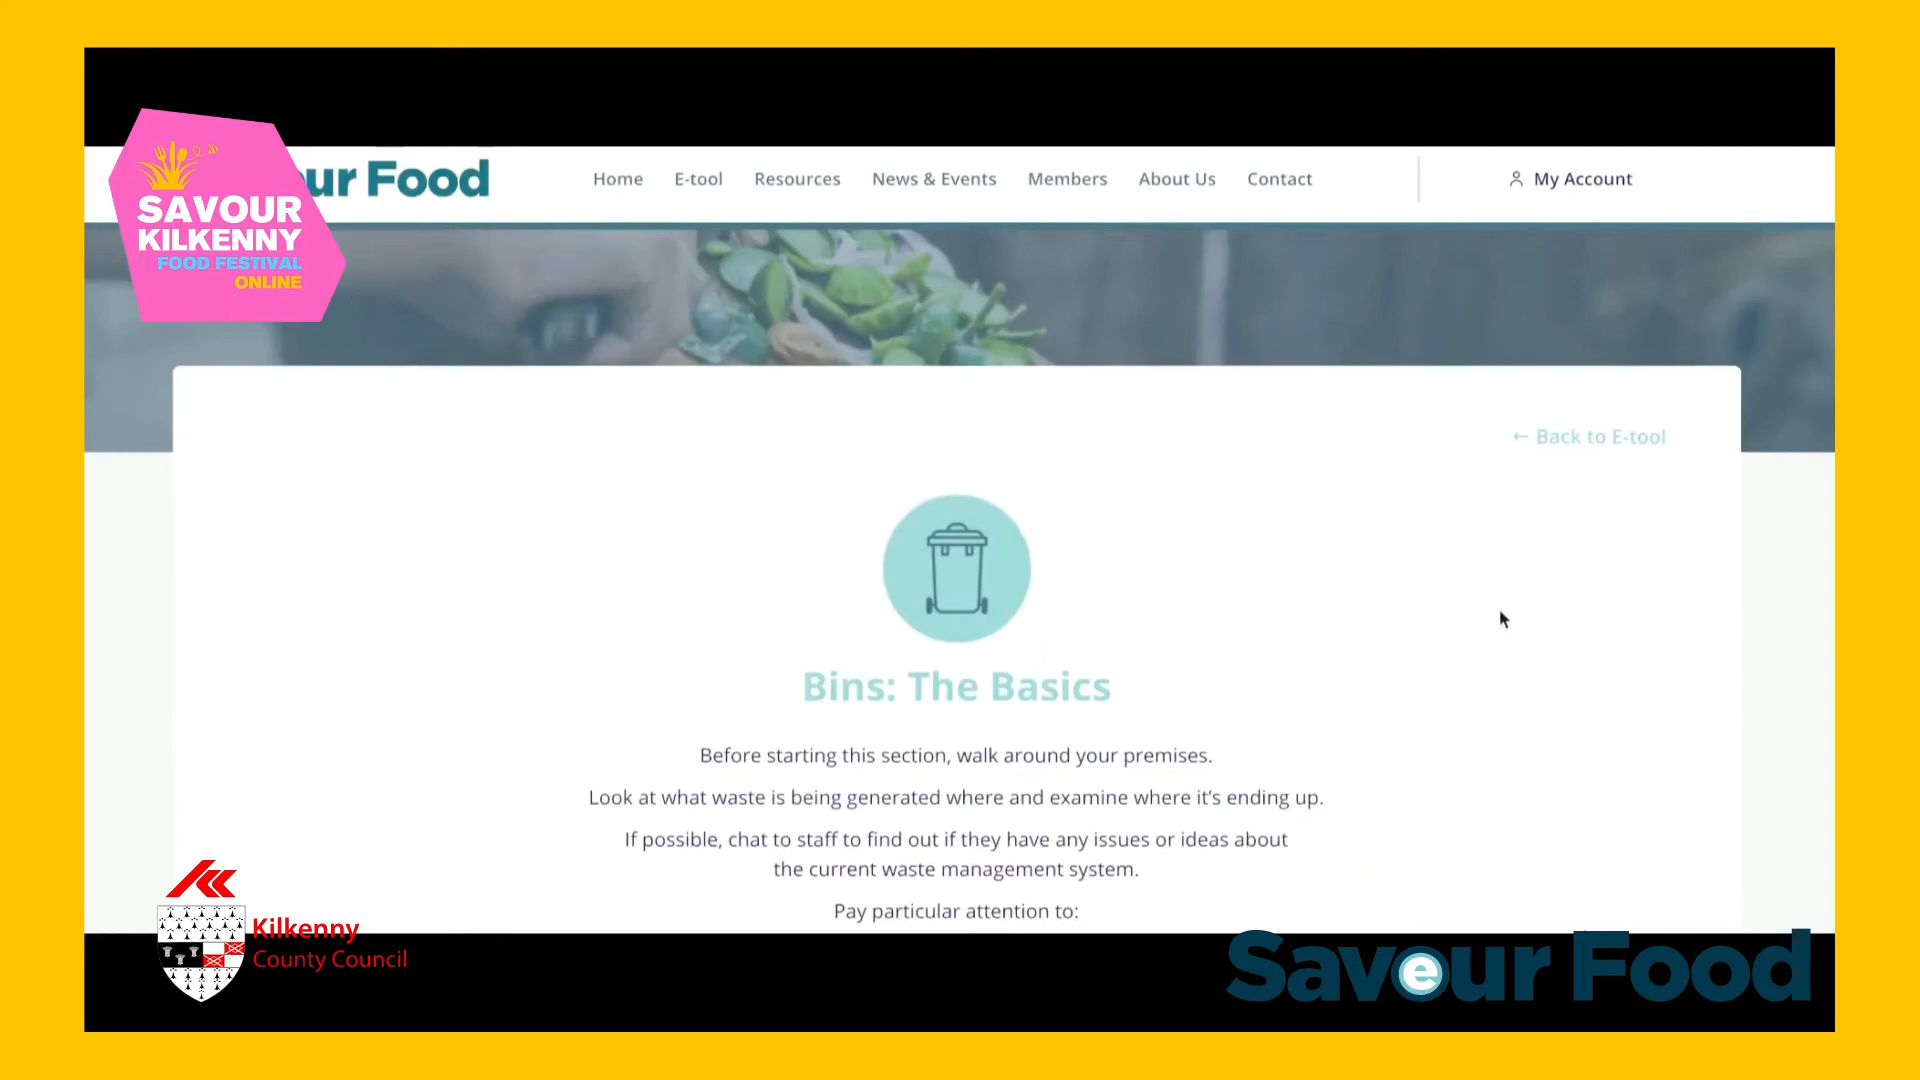 SAVOUR
KILKENNY
FOOD FESTIVAL
ONLINE
our Food
Home
E-tool
Resources
News & Events
Members
About Us
Contact
My Account
← Back to E-tool
Bins: The Basics
Before starting this section, walk around your premises.
Look at what waste is being generated where and examine where it’s ending up.
If possible, chat to staff to find out if they have any issues or ideas about
the current waste management system.
Pay particular attention to:
Kilkenny
County Council
Saveour Food